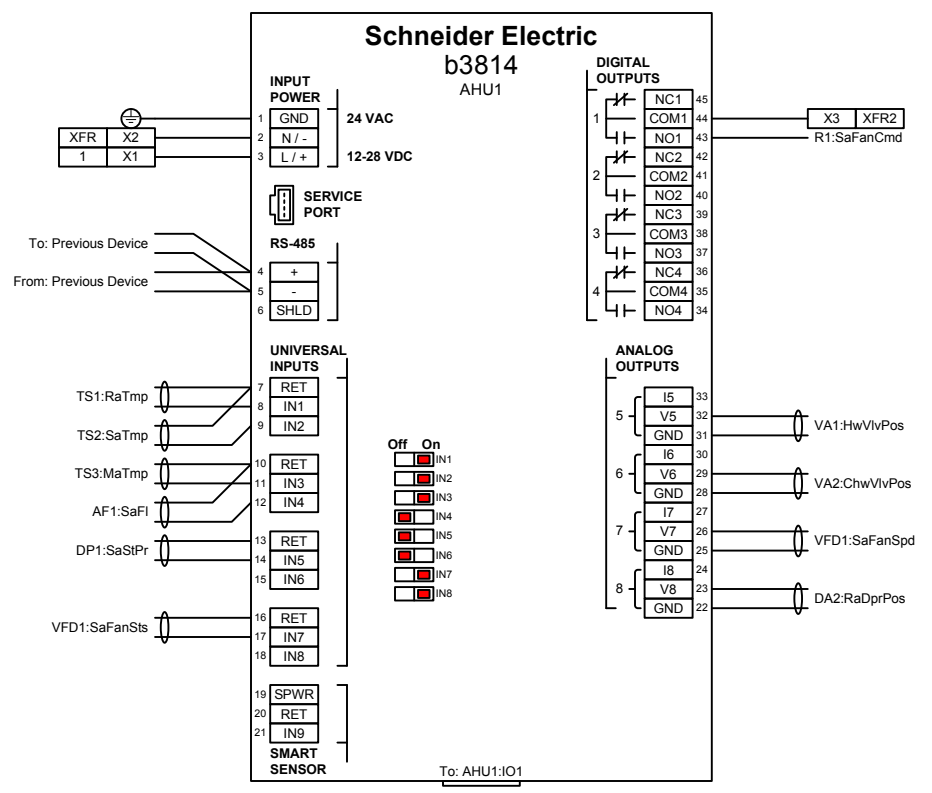 Schneider Electric
b3814
AHU1
INPUT
POWER
1 GND 24 VAC
XFR X2 2 N / -
1 X1 3 L / + 12-28 VDC
SERVICE
PORT
RS-485
To: Previous Device
From: Previous Device
4 +
5 -
6 SHLD
UNIVERSAL
INPUTS
7 RET
TS1:RaTmp
8 IN1
9 IN2
TS2:SaTmp
10 RET
TS3:MaTmp
11 IN3
12 IN4
AF1:SaFl
13 RET
DP1:SaStPr
14 IN5
15 IN6
16 RET
VFD1:SaFanSts
17 IN7
18 IN8
19 SPWR
20 RET
21 IN9
SMART
SENSOR
Off On
IN1
IN2
IN3
IN4
IN5
IN6
IN7
IN8
DIGITAL
OUTPUTS
NC1 45
1 COM1 44 X3 XFR2
NO1 43 R1:SaFanCmd
NC2 42
2 COM2 41
NO2 40
NC3 39
3 COM3 38
NO3 37
NC4 36
4 COM4 35
NO4 34
ANALOG
OUTPUTS
I5 33
5 V5 32
VA1:HwVlvPos
GND 31
I6 30
6 V6 29
VA2:ChwVlvPos
GND 28
I7 27
7 V7 26
VFD1:SaFanSpd
GND 25
I8 24
8 V8 23
DA2:RaDprPos
GND 22
To: AHU1:IO1